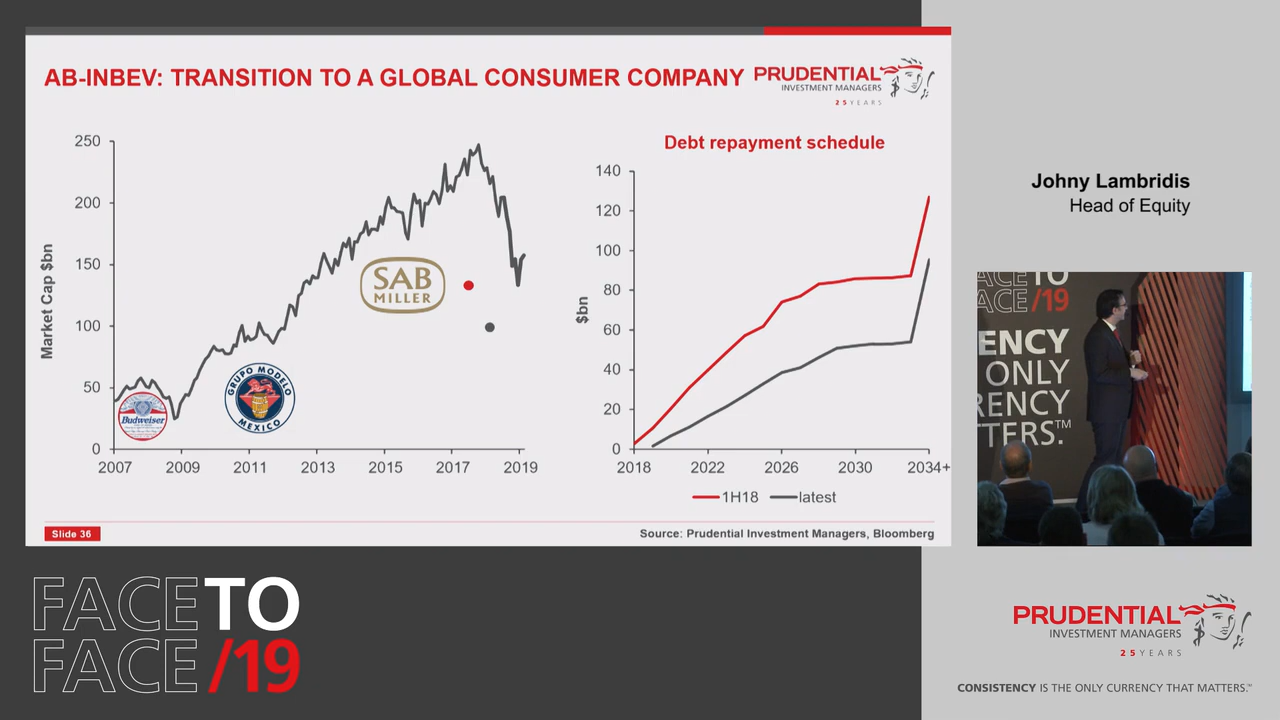 AB-INBEV: TRANSITION TO A GLOBAL CONSUMER COMPANY
PRUDENTIAL
INVESTMENT MANAGERS
25 YEARS
Market Cap $bn
250
200
150
100
50
0
2007 2009 2011 2013 2015 2017 2019
Budweiser
GRUPO MODELO
MEXICO
SAB
MILLER
Debt repayment schedule
$bn
140
120
100
80
60
40
20
0
2018 2022 2026 2030 2034+
1H18 latest
Slide 36
Source: Prudential Investment Managers, Bloomberg
Johny Lambridis
Head of Equity
ACE TO
ACE /19
ENCY
ONLY
RENCY
TTERS.™
FACETO
FACE/19
PRUDENTIAL
INVESTMENT MANAGERS
25 YEARS
CONSISTENCY IS THE ONLY CURRENCY THAT MATTERS.™